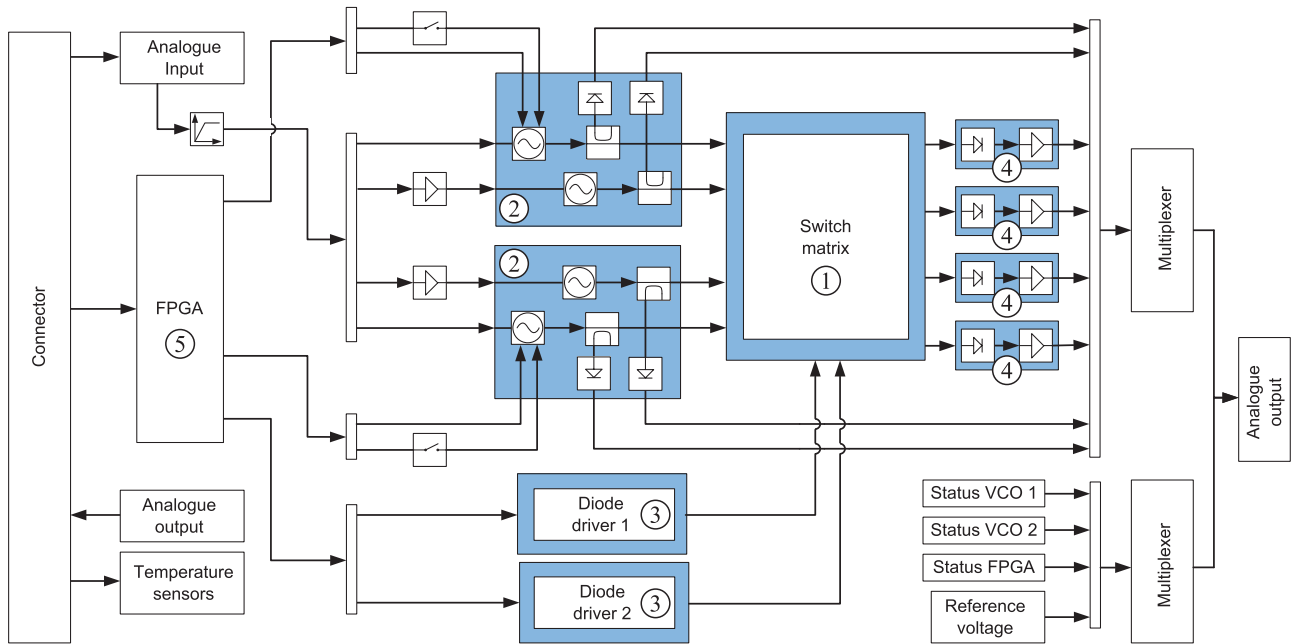 Connector
Analogue
Input
FPGA
5
Analogue
output
Temperature
sensors
2
2
Switch
matrix
1
4
4
4
4
Diode
driver 1
3
Diode
driver 2
3
Status VCO 1
Status VCO 2
Status FPGA
Reference
voltage
Multiplexer
Multiplexer
Analogue
output